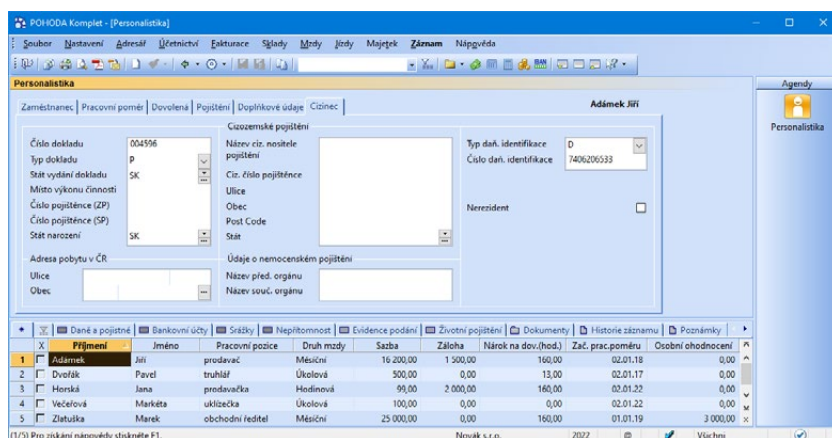 POHODA Komplet - [Personalistika]
Soubor Nastavení Adresář Účetnictví Fakturace Sklady Mzdy Jízdy Majetek Záznam Nápověda
Personalistika
Agendy
Zaměstnanec Pracovní poměr Dovolená Pojištění Doplňkové údaje Cizinec Adámek Jiří
Personalistika
Cizozemské pojištění
Číslo dokladu 004596 Název ciz. nositele pojištění Typ daň. identifikace D
Typ dokladu P Číslo daň. identifikace 7406206533
Stát vydání dokladu SK Ciz. číslo pojištěnce
Místo výkonu činnosti Ulice
Číslo pojištěnce (ZP) Obec Nerezident
Číslo pojištěnce (SP) Post Code
Stát narození SK Stát
Adresa pobytu v ČR Údaje o nemocenském pojištění
Ulice Název před. orgánu
Obec Název souč. orgánu
Daně a pojistné Bankovní účty Srážky Nepřítomnost Evidence podání Životní pojištění Dokumenty Historie záznamu Poznámky
X Příjmení Jméno Pracovní pozice Druh mzdy Sazba Záloha Nárok na dov.(hod.) Zač. prac.poměru Osobní ohodnocení
1 Adámek Jiří prodavač Měsíční 16 200,00 1 500,00 160,00 02.01.18 0,00
2 Dvořák Pavel truhlář Úkolová 500,00 0,00 13,00 02.01.17 0,00
3 Horská Jana prodavačka Hodinová 99,00 2 000,00 160,00 02.01.22 0,00
4 Večeřová Markéta uklízečka Úkolová 100,00 0,00 160,00 02.01.22 0,00
5 Zlatuška Marek obchodní ředitel Měsíční 25 000,00 0,00 160,00 01.01.19 3 000,00
(1/5) Pro získání nápovědy stiskněte F1. Novák s.r.o. 2022 @ Všichni